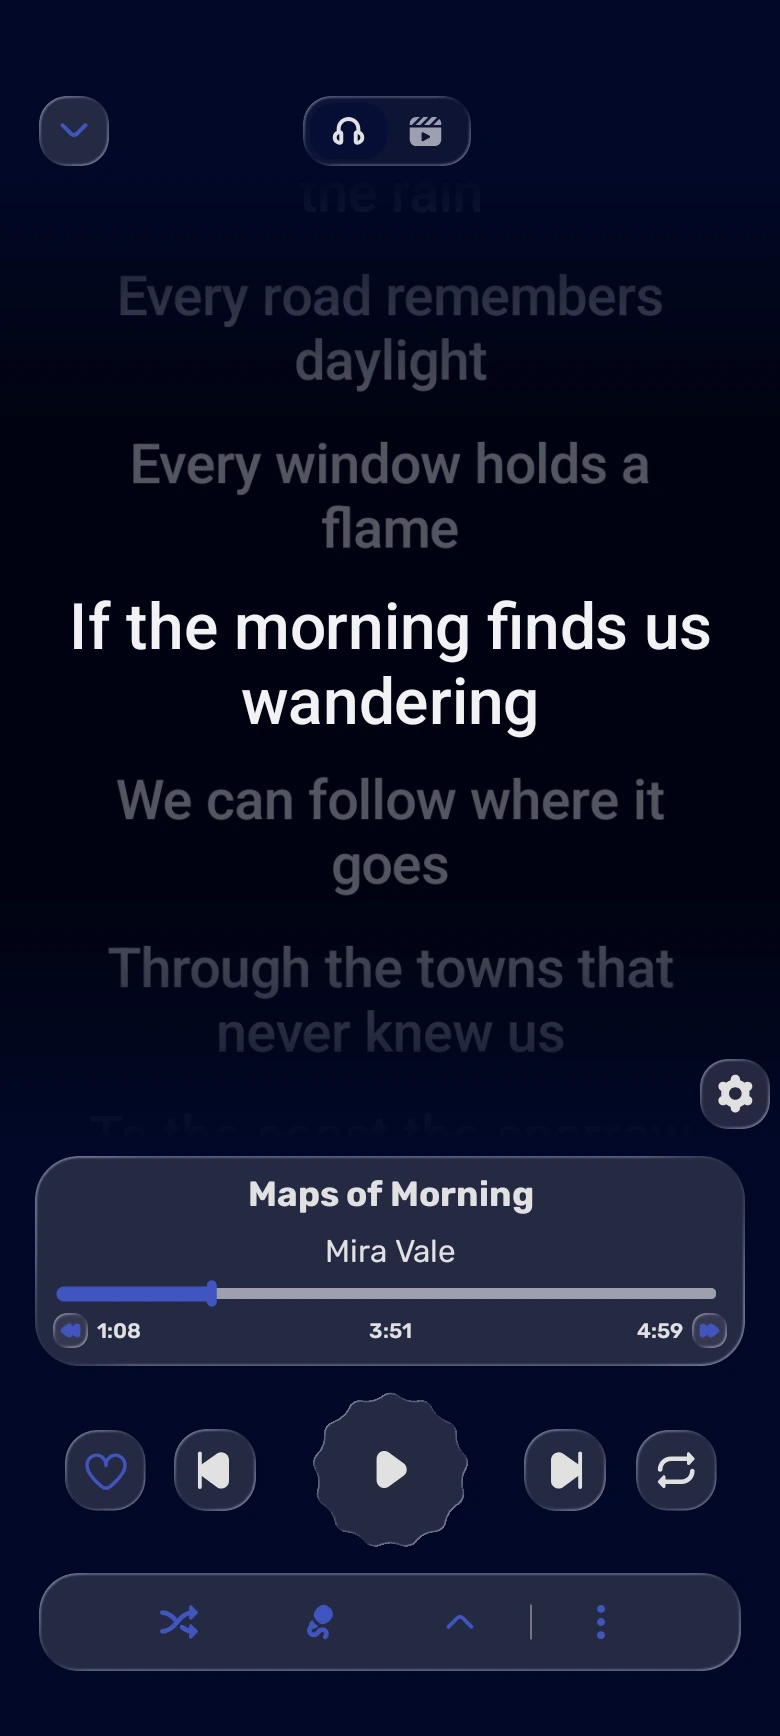 the rain
Every road remembers
daylight
Every window holds a
flame
If the morning finds us
wandering
We can follow where it
goes
Through the towns that
never knew us
Maps of Morning
Mira Vale
1:08 3:51 4:59